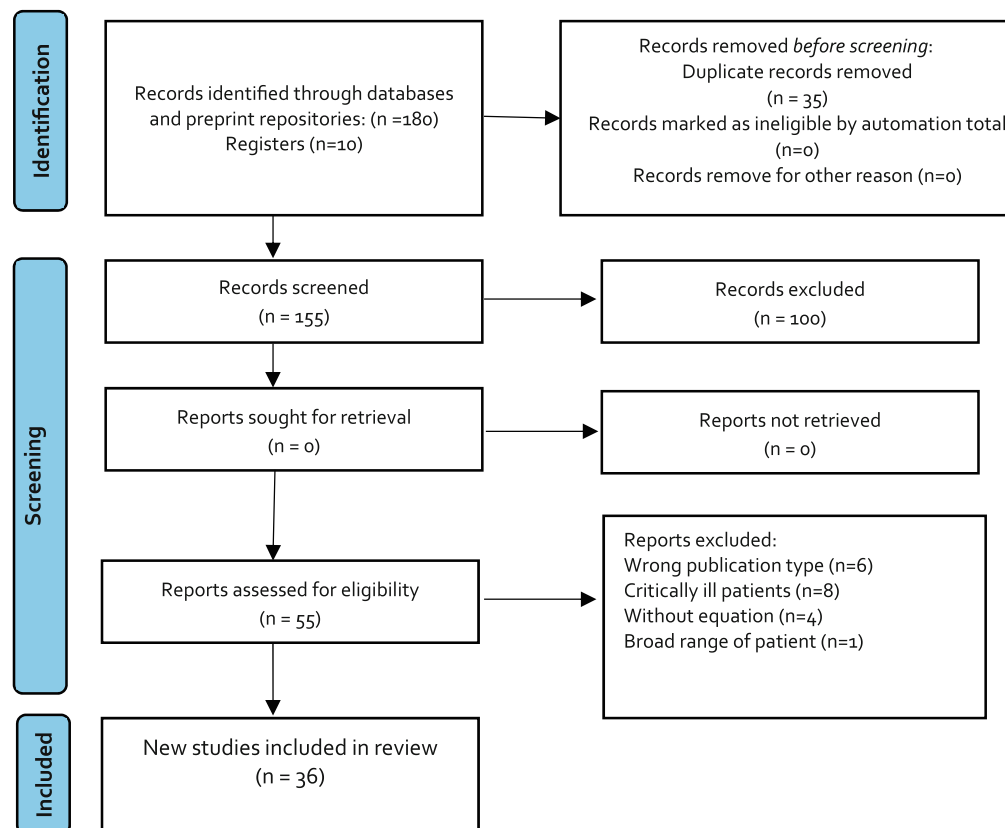 Identification
Records identified through databases
and preprint repositories: (n =180)
Registers (n=10)
Records removed before screening:
Duplicate records removed
(n = 35)
Records marked as ineligible by automation total
(n=0)
Records remove for other reason (n=0)
Screening
Records screened
(n = 155)
Records excluded
(n = 100)
Reports sought for retrieval
(n = 0)
Reports not retrieved
(n = 0)
Reports assessed for eligibility
(n = 55)
Reports excluded:
Wrong publication type (n=6)
Critically ill patients (n=8)
Without equation (n=4)
Broad range of patient (n=1)
Included
New studies included in review
(n = 36)